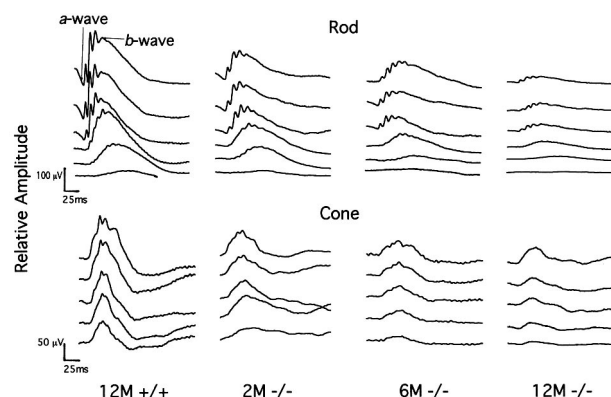 a-wave
b-wave
Rod
Relative Amplitude
100 μV
25ms
Cone
50 μV
25ms
12M +/+
2M -/-
6M -/-
12M -/-